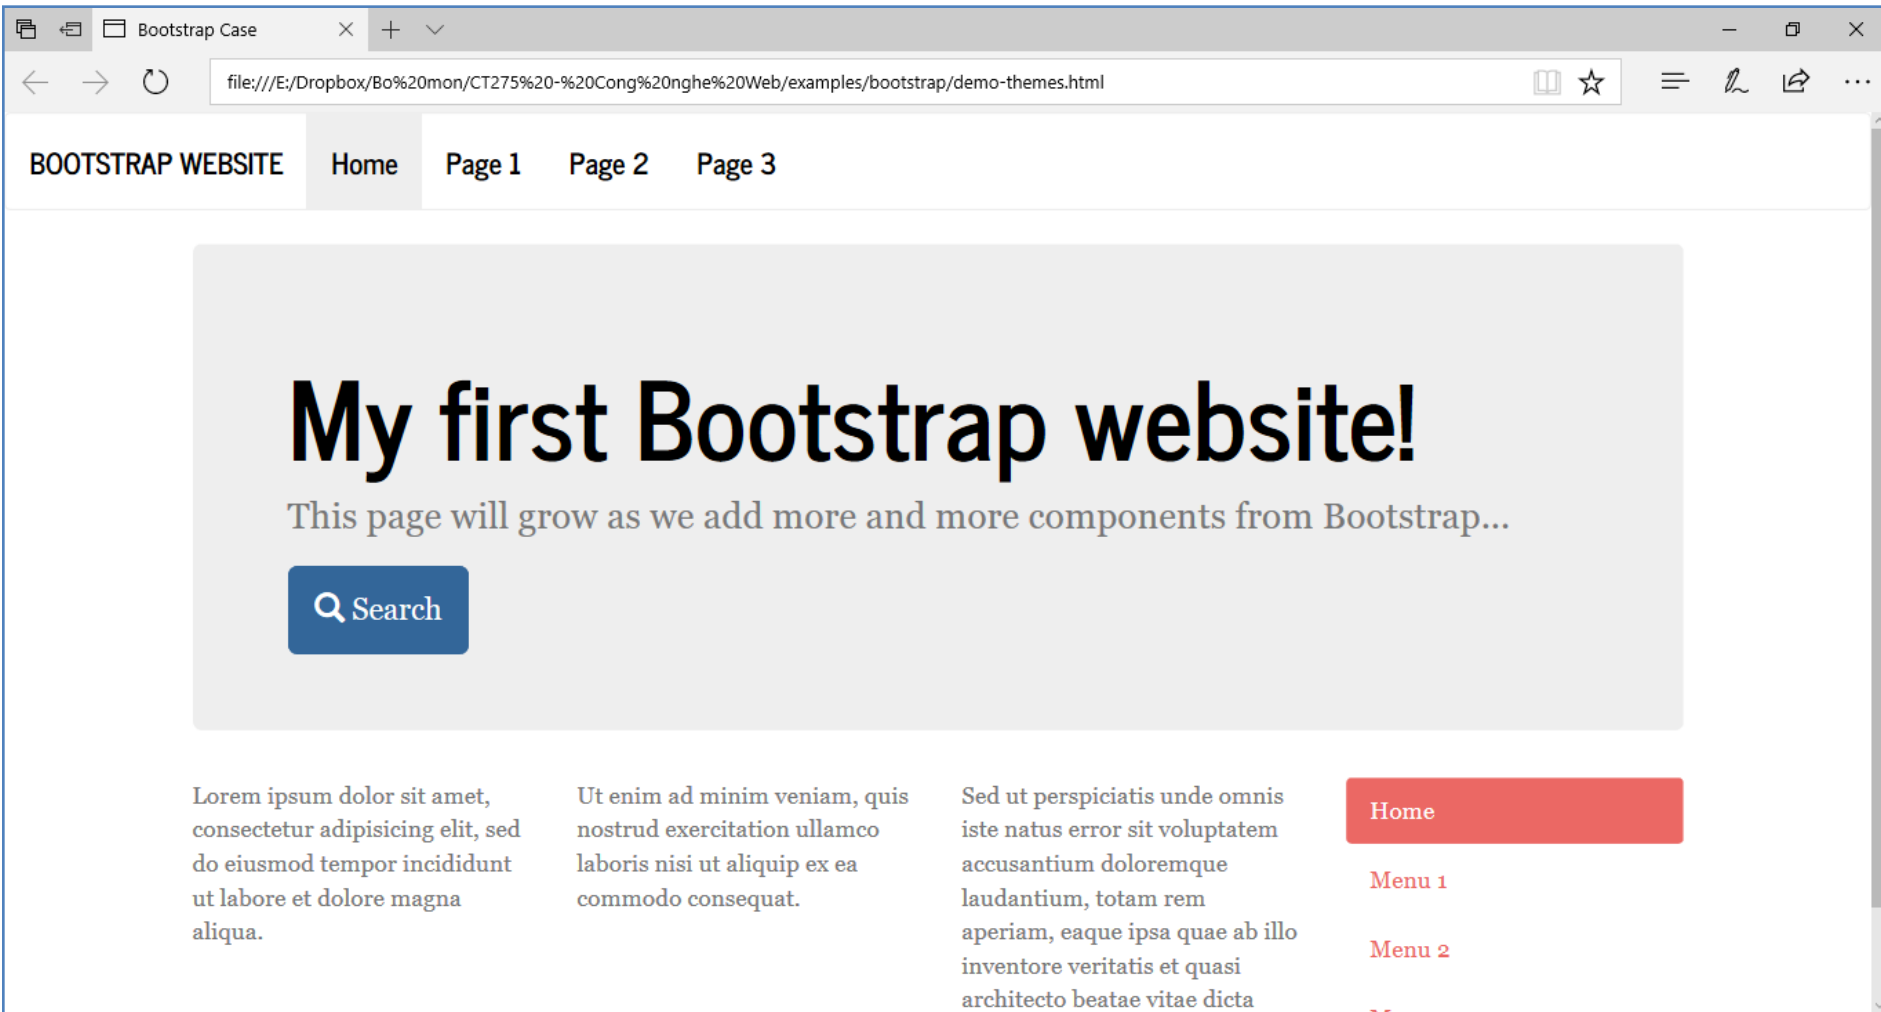 Bootstrap Case
file:///E:/Dropbox/Bo%20mon/CT275%20-%20Cong%20nghe%20Web/examples/bootstrap/demo-themes.html
BOOTSTRAP WEBSITE Home Page 1 Page 2 Page 3
My first Bootstrap website!
This page will grow as we add more and more components from Bootstrap...
Search
Lorem ipsum dolor sit amet,
consectetur adipisicing elit, sed
do eiusmod tempor incididunt
ut labore et dolore magna
aliqua.
Ut enim ad minim veniam, quis
nostrud exercitation ullamco
laboris nisi ut aliquip ex ea
commodo consequat.
Sed ut perspiciatis unde omnis
iste natus error sit voluptatem
accusantium doloremque
laudantium, totam rem
aperiam, eaque ipsa quae ab illo
inventore veritatis et quasi
architecto beatae vitae dicta
Home
Menu 1
Menu 2